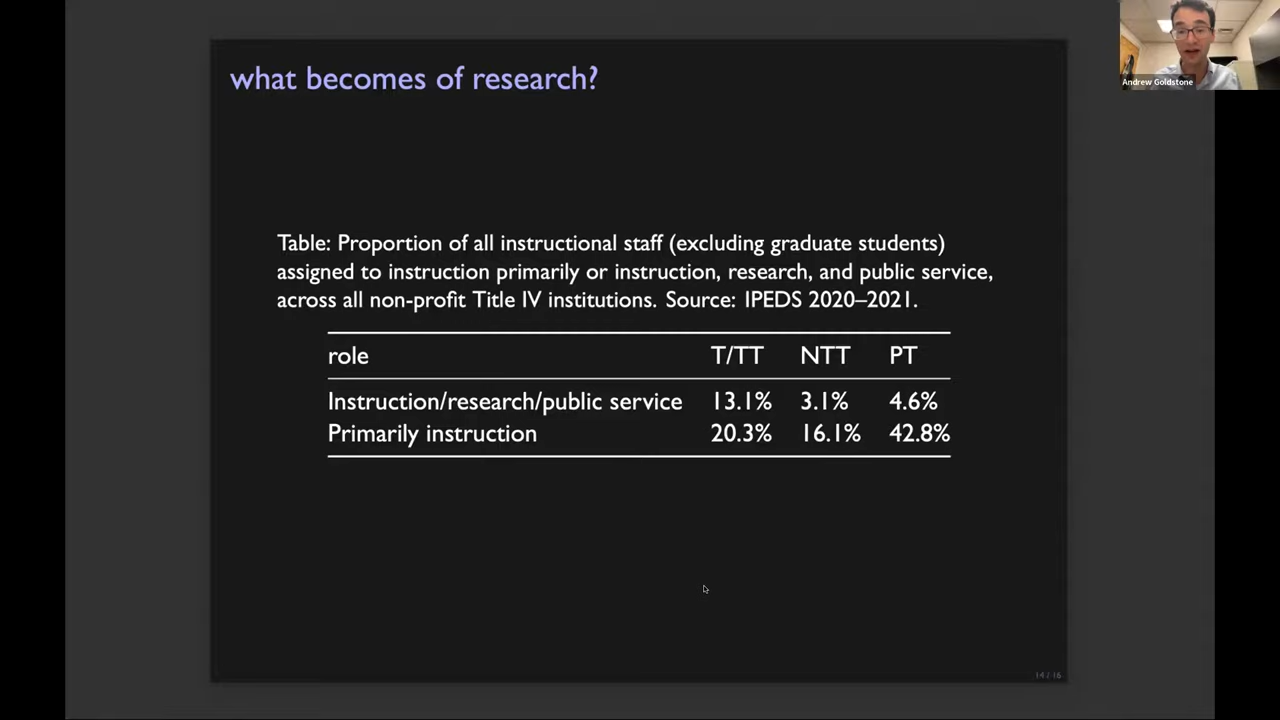 what becomes of research?
Andrew Goldstone
Table: Proportion of all instructional staff (excluding graduate students)
assigned to instruction primarily or instruction, research, and public service,
across all non-profit Title IV institutions. Source: IPEDS 2020–2021.
role T/TT NTT PT
Instruction/research/public service 13.1% 3.1% 4.6%
Primarily instruction 20.3% 16.1% 42.8%
14 / 16